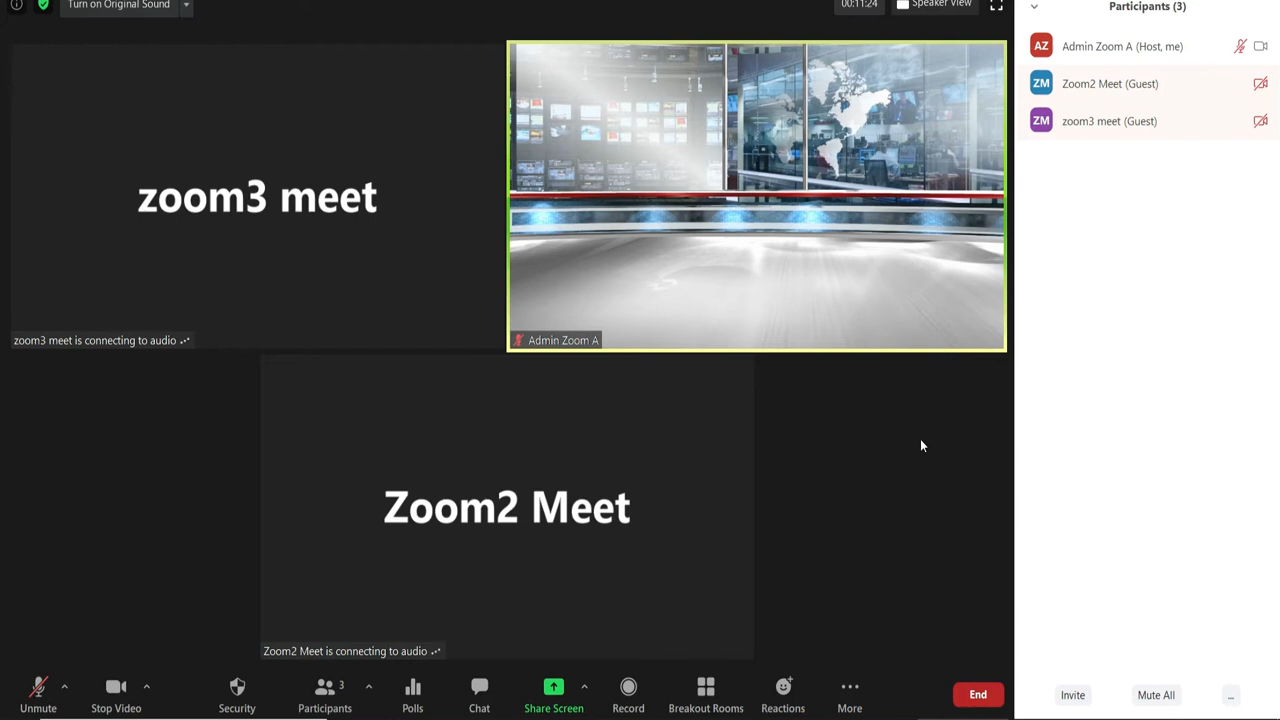 Turn on Original Sound
00:11:24
Speaker View
zoom3 meet
zoom3 meet is connecting to audio
Admin Zoom A
Zoom2 Meet
Zoom2 Meet is connecting to audio
Unmute
Stop Video
Security
3
Participants
Polls
Chat
Share Screen
Record
Breakout Rooms
Reactions
More
End
Participants (3)
AZ Admin Zoom A (Host, me)
ZM Zoom2 Meet (Guest)
ZM zoom3 meet (Guest)
Invite
Mute All
...